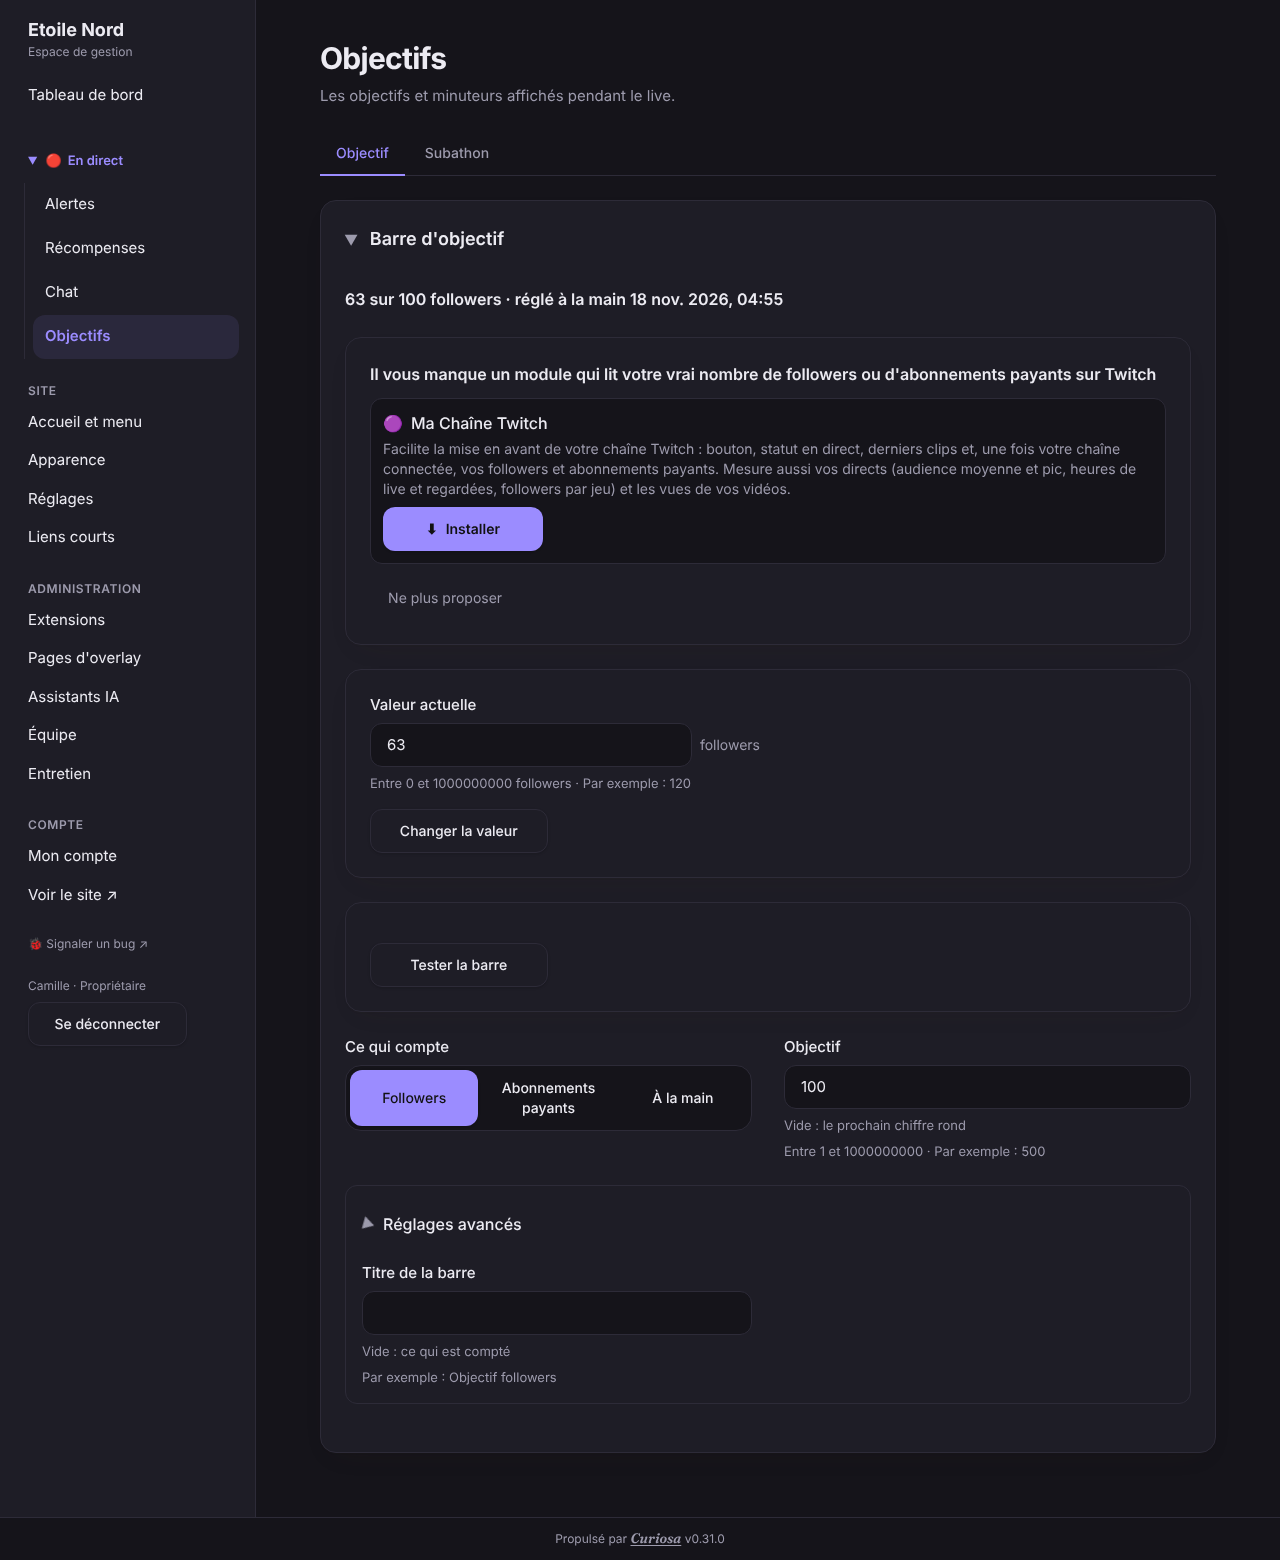 Etoile Nord
Espace de gestion
Tableau de bord
En direct
Alertes
Récompenses
Chat
Objectifs
SITE
Accueil et menu
Apparence
Réglages
Liens courts
ADMINISTRATION
Extensions
Pages d'overlay
Assistants IA
Équipe
Entretien
COMPTE
Mon compte
Voir le site ↗
Signaler un bug ↗
Camille · Propriétaire
Se déconnecter
Objectifs
Les objectifs et minuteurs affichés pendant le live.
Objectif
Subathon
Barre d'objectif
63 sur 100 followers · réglé à la main 18 nov. 2026, 04:55
Il vous manque un module qui lit votre vrai nombre de followers ou d'abonnements payants sur Twitch
Ma Chaîne Twitch
Facilite la mise en avant de votre chaîne Twitch : bouton, statut en direct, derniers clips et, une fois votre chaîne
connectée, vos followers et abonnements payants. Mesure aussi vos directs (audience moyenne et pic, heures de
live et regardées, followers par jeu) et les vues de vos vidéos.
⬇ Installer
Ne plus proposer
Valeur actuelle
63 followers
Entre 0 et 1000000000 followers · Par exemple : 120
Changer la valeur
Tester la barre
Ce qui compte
Followers
Abonnements
payants
À la main
Objectif
100
Vide : le prochain chiffre rond
Entre 1 et 1000000000 · Par exemple : 500
Réglages avancés
Titre de la barre
Vide : ce qui est compté
Par exemple : Objectif followers
Propulsé par Curiosa v0.31.0